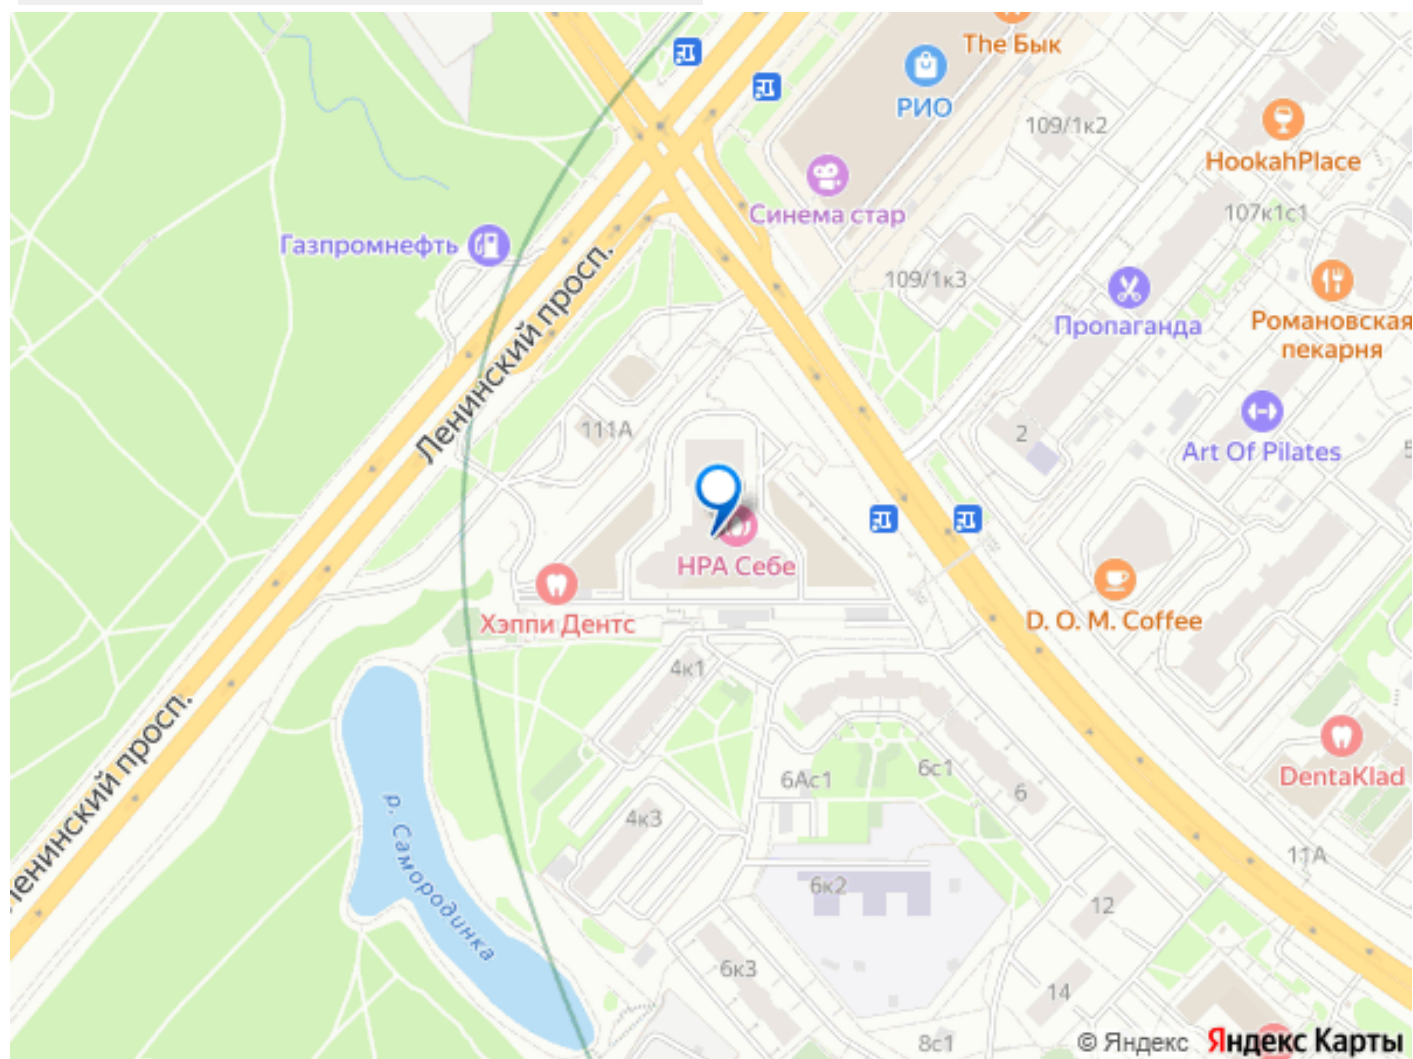 The Бык
РИО
109/1к2
HookahPlace
Синема стар
107к1с1
Газпромнефть
109/1к3
Пропаганда
Романовская
пекарня
Ленинский просп.
111А
2
Art Of Pilates
НРА Себе
D. O. M. Coffee
Хэппи Дентс
4к1
6Ас1
6с1
6
DentaKlad
Ленинский просп.
4к3
р. Самородинка
11А
6к2
12
6к3
14
8с1
© Яндекс Яндекс Карты